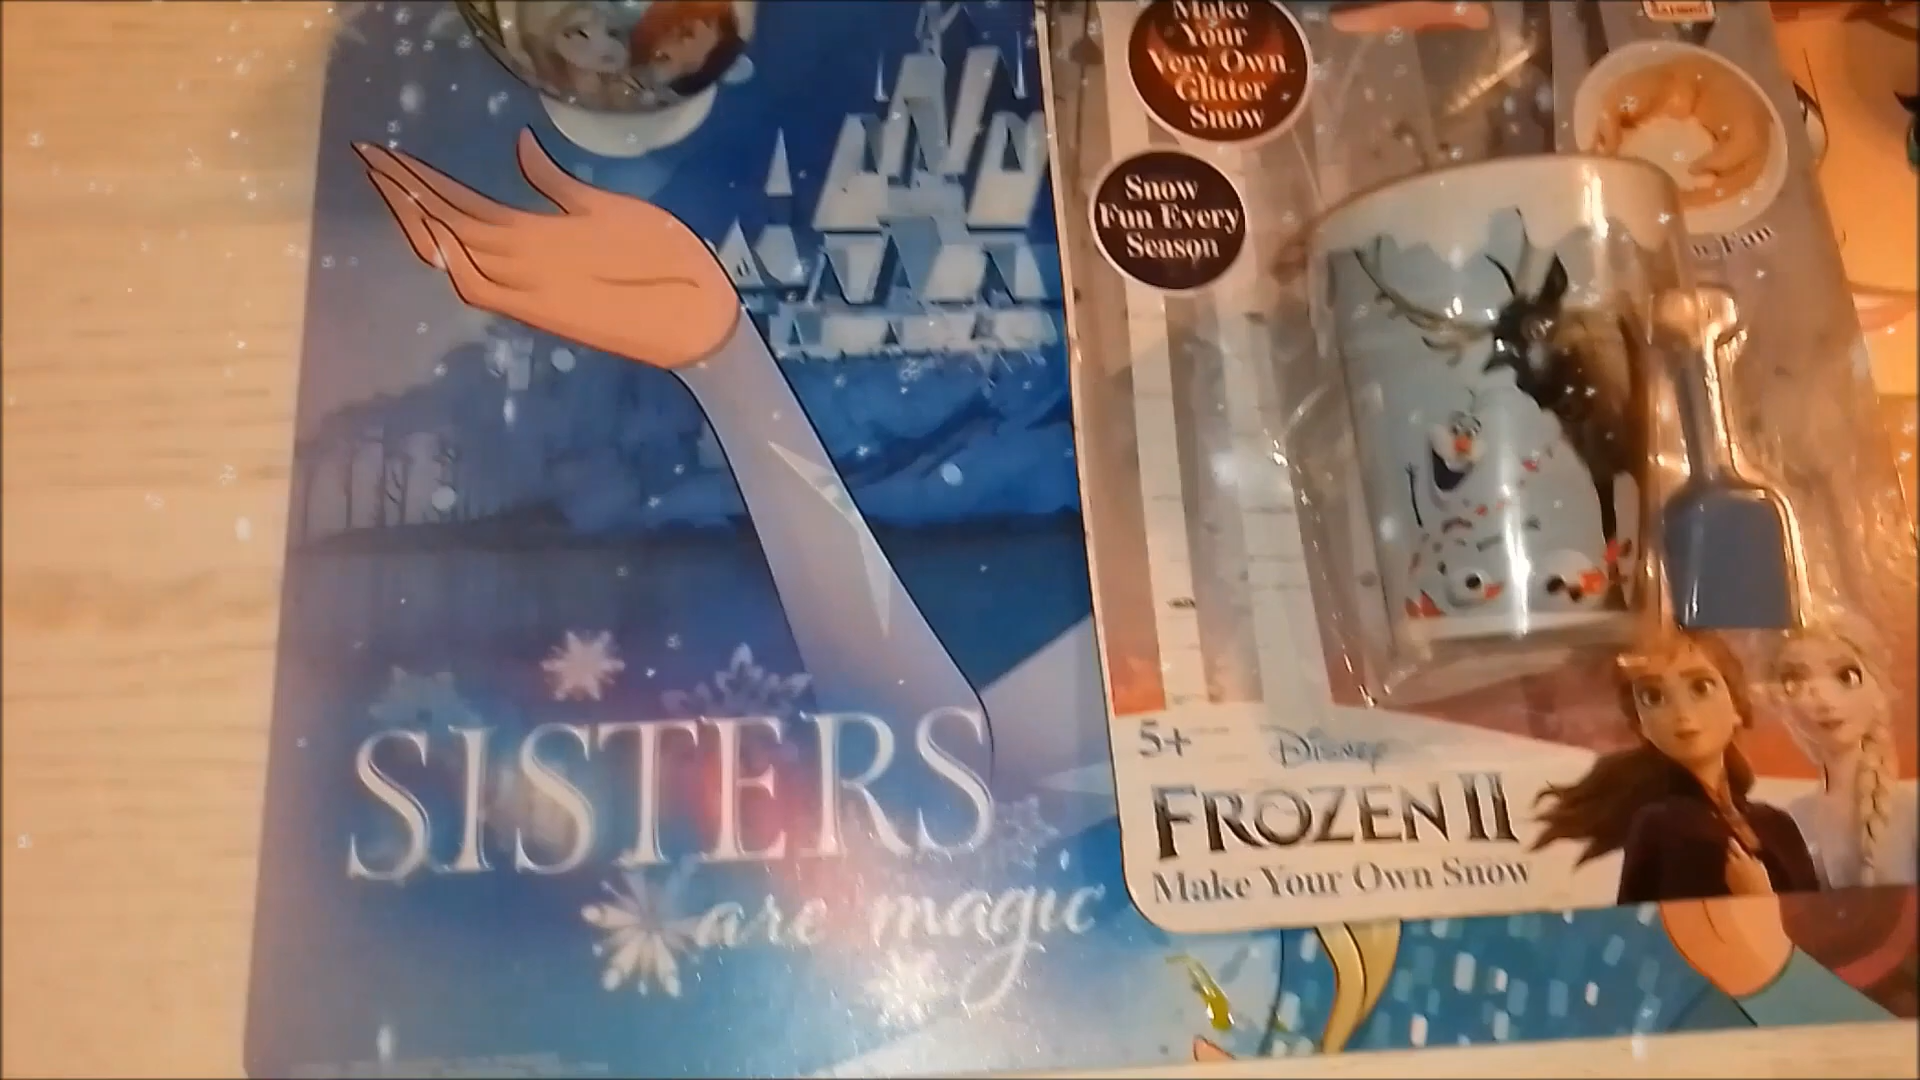 Make
Your
Very Own
Glitter
Snow
Snow
Fun Every
Season
Fun
5+
Disney
FROZEN II
Make Your Own Snow
SISTERS
are magic